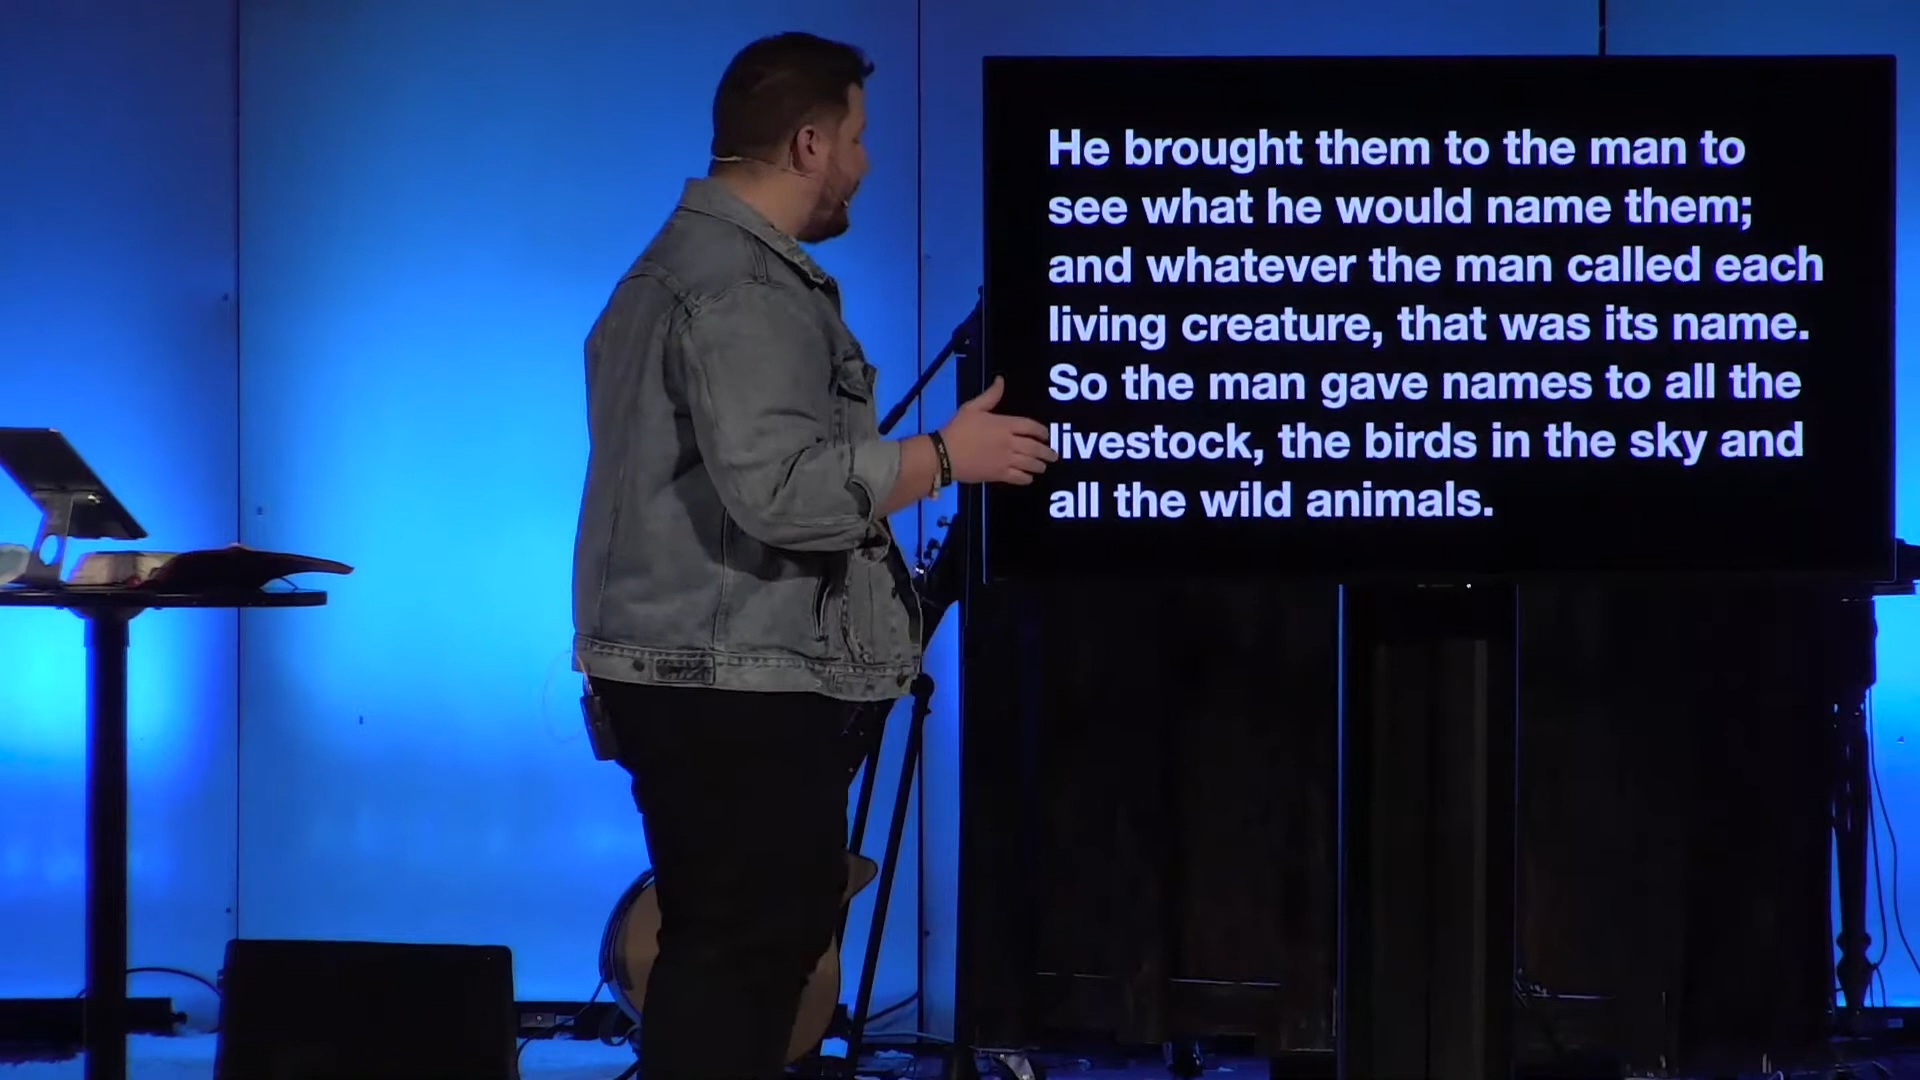 He brought them to the man to
see what he would name them;
and whatever the man called each
living creature, that was its name.
So the man gave names to all the
livestock, the birds in the sky and
all the wild animals.